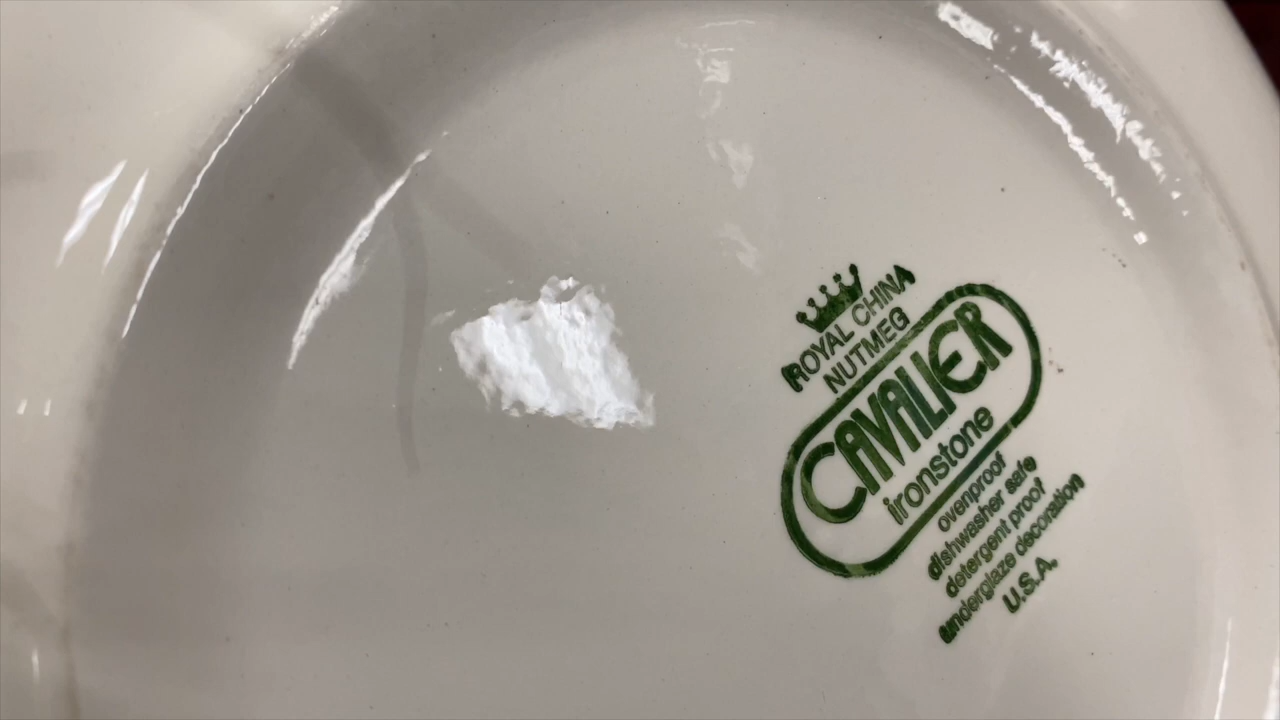 ROYAL CHINA
NUTMEG
CAVALIER
ironstone
ovenproof
dishwasher safe
detergent proof
underglaze decoration
U.S.A.